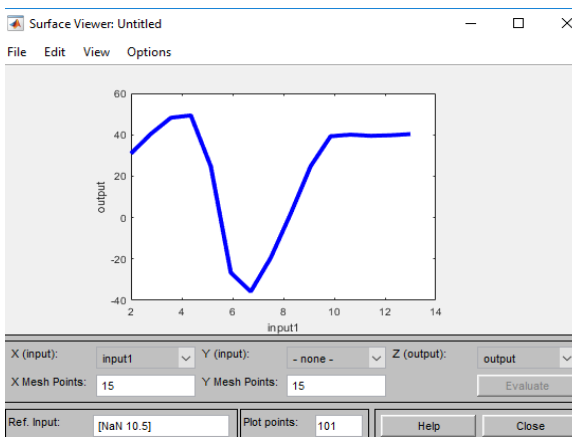 Surface Viewer: Untitled
File Edit View Options
60
40
20
0
-20
-40
output
2 4 6 8 10 12 14
input1
X (input): input1 Y (input): - none - Z (output): output
X Mesh Points: 15 Y Mesh Points: 15 Evaluate
Ref. Input: [NaN 10.5] Plot points: 101 Help Close